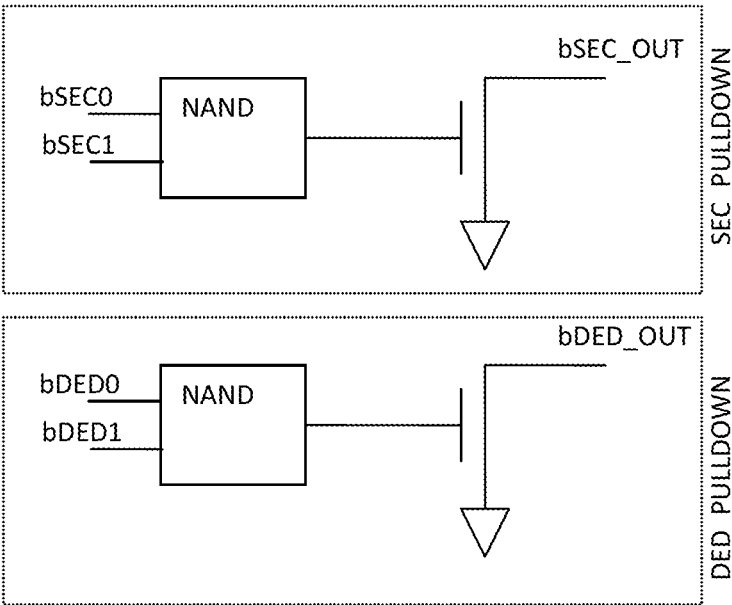 bSEC_OUT
bSEC0
NAND
bSEC1
SEC PULLDOWN
bDED_OUT
bDED0
NAND
bDED1
DED PULLDOWN